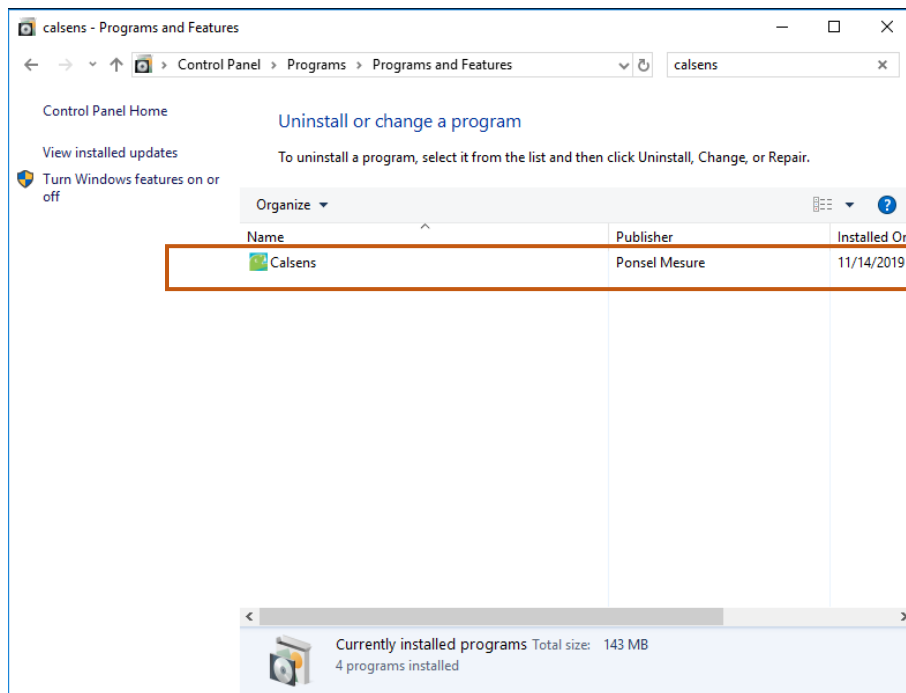 calsens - Programs and Features
Control Panel > Programs > Programs and Features
calsens
Control Panel Home
View installed updates
Turn Windows features on or
off
Uninstall or change a program
To uninstall a program, select it from the list and then click Uninstall, Change, or Repair.
Organize
Name Publisher Installed Or
Calsens Ponsel Mesure 11/14/2019
Currently installed programs Total size: 143 MB
4 programs installed